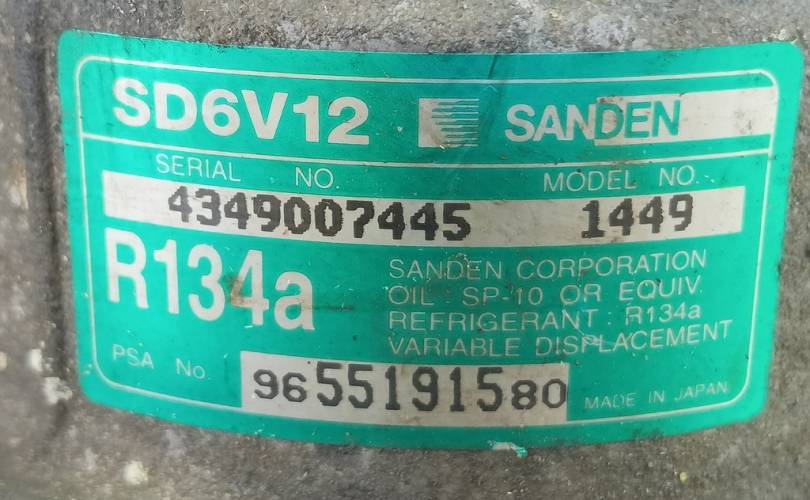 SD6V12 SANDEN
SERIAL NO. MODEL NO.
4349007445 1449
R134a
SANDEN CORPORATION
OIL : SP-10 OR EQUIV.
REFRIGERANT : R134a
VARIABLE DISPLACEMENT
PSA No 9655191580 MADE IN JAPAN